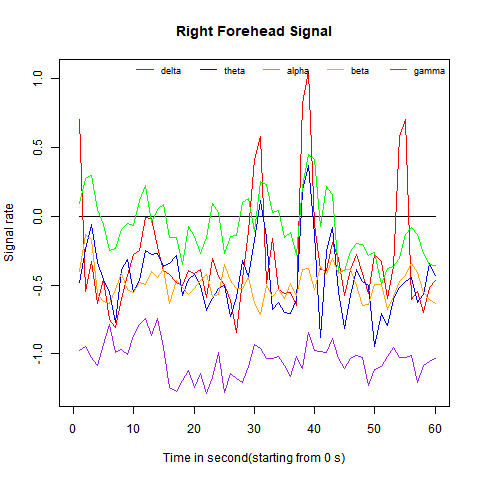 Right Forehead Signal
delta theta alpha beta gamma
Signal rate
1.0
0.5
0.0
-0.5
-1.0
0 10 20 30 40 50 60
Time in second(starting from 0 s)